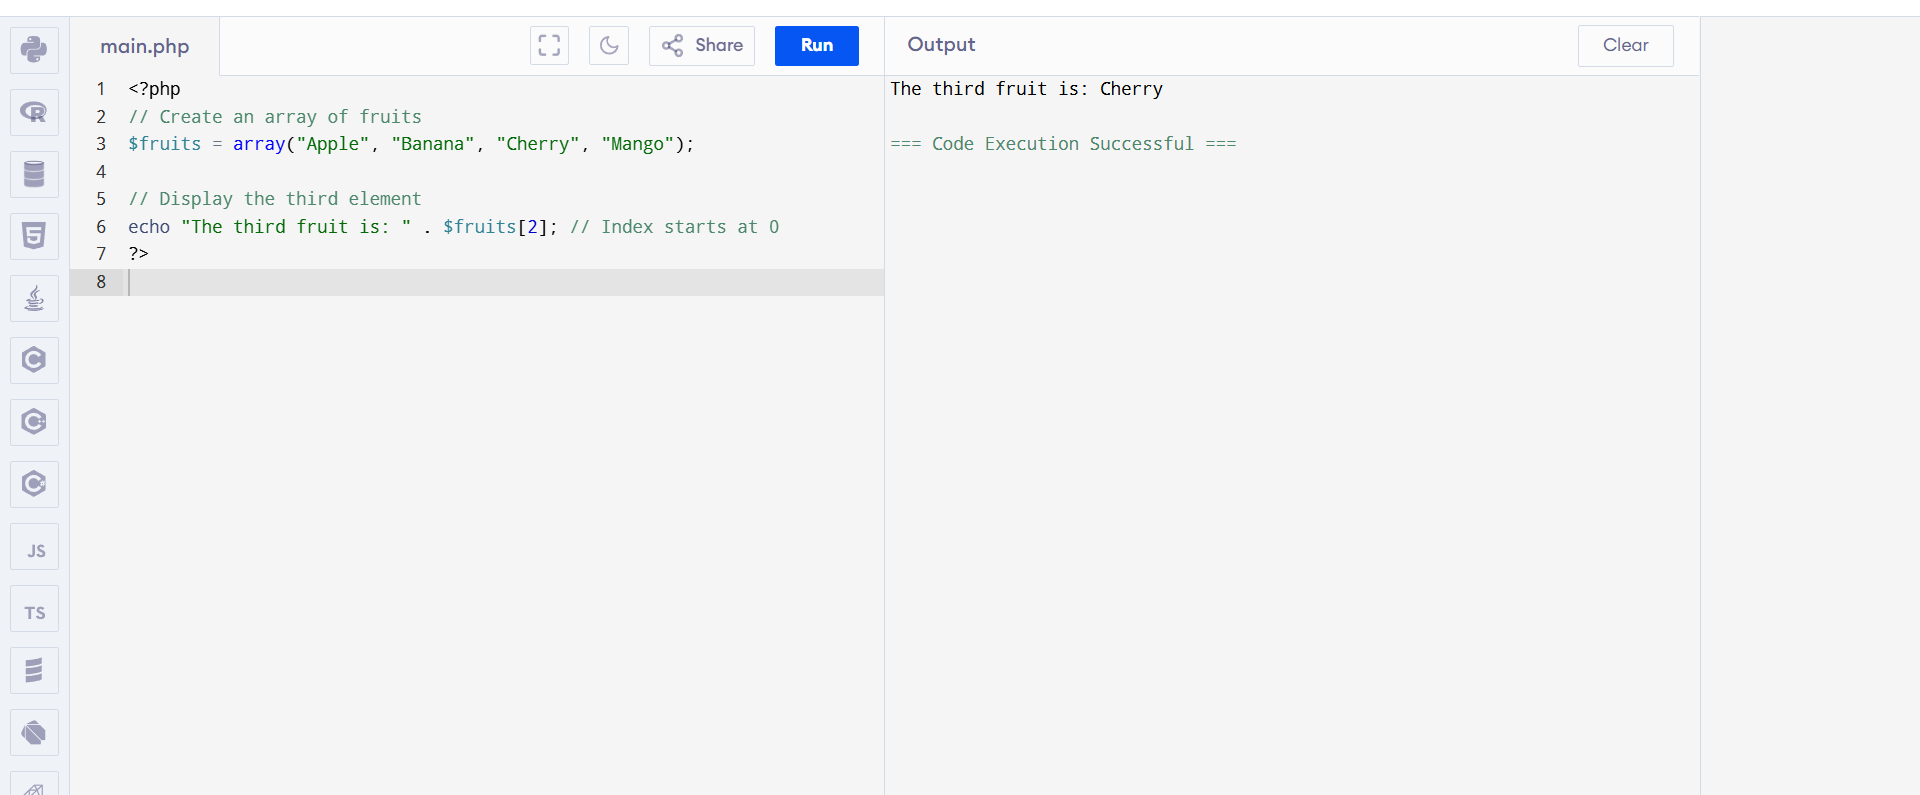 main.php
Share
Run
Output
Clear
1 <?php
2 // Create an array of fruits
3 $fruits = array("Apple", "Banana", "Cherry", "Mango");
4
5 // Display the third element
6 echo "The third fruit is: " . $fruits[2]; // Index starts at 0
7 ?>
8
The third fruit is: Cherry
=== Code Execution Successful ===
R
5
C
C
C
JS
TS